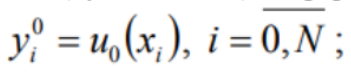 $y_i^0 = u_0(x_i), \; i = \overline{0, N} \, ;$